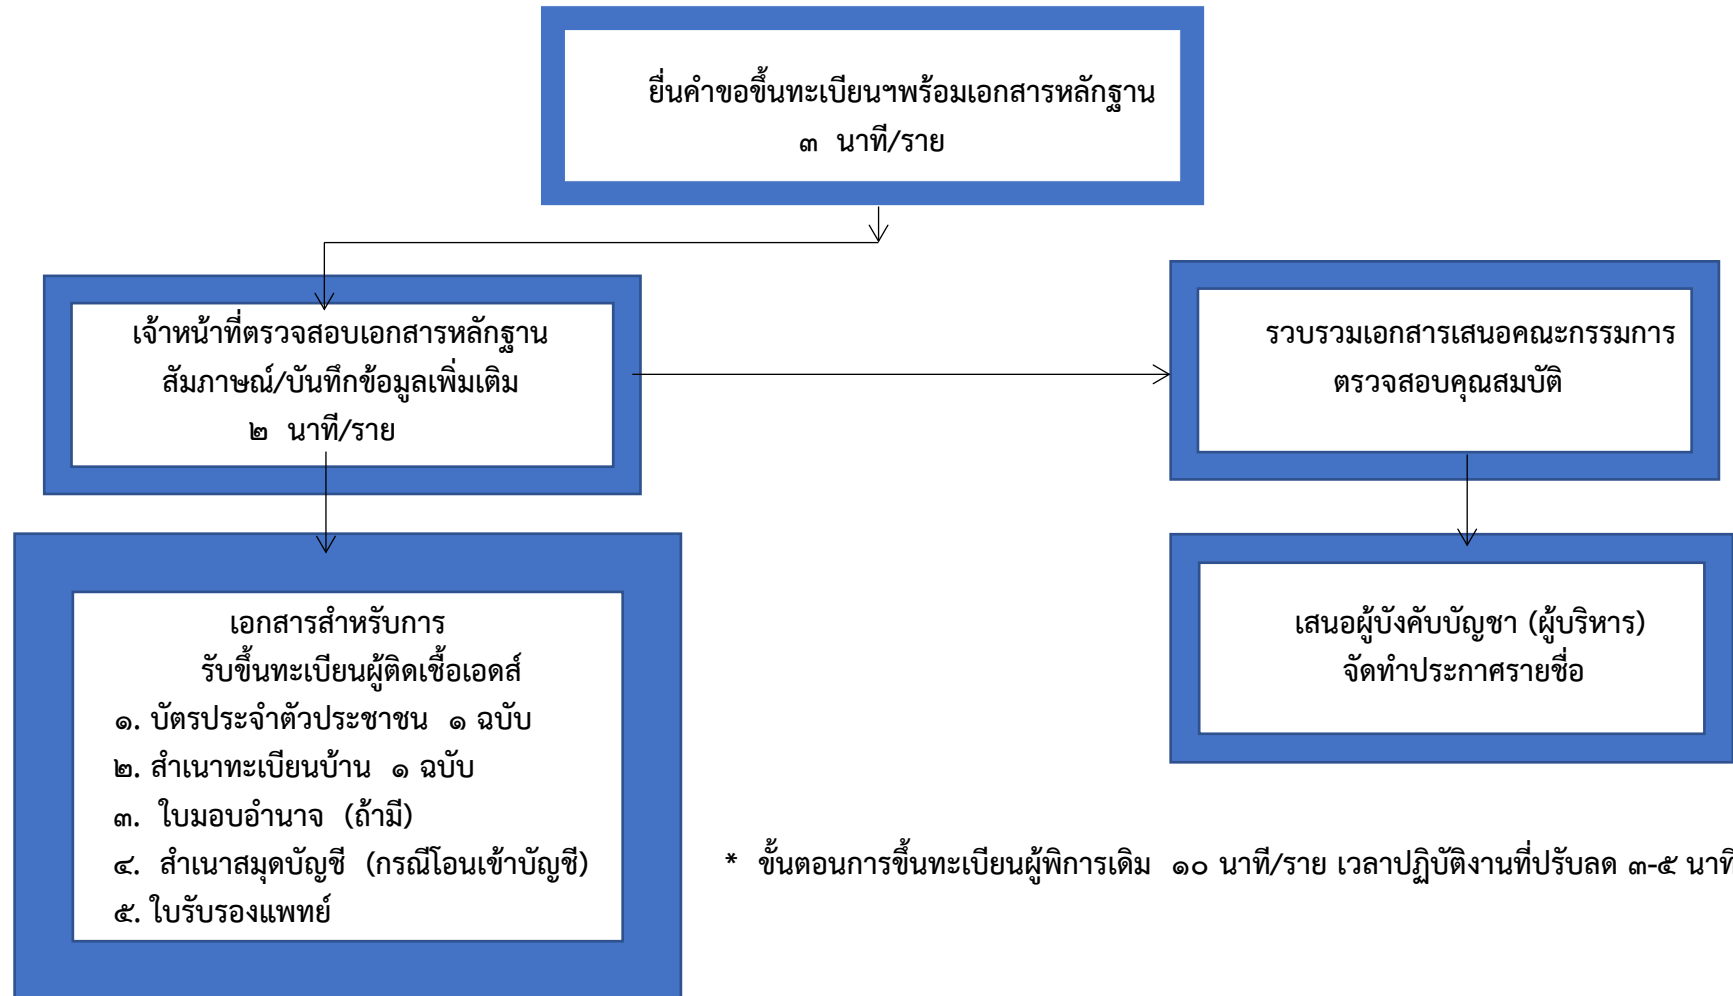 ยื่นคำขอขึ้นทะเบียนฯพร้อมเอกสารหลักฐาน
๓ นาที/ราย
เจ้าหน้าที่ตรวจสอบเอกสารหลักฐาน
สัมภาษณ์/บันทึกข้อมูลเพิ่มเติม
๒ นาที/ราย
รวบรวมเอกสารเสนอคณะกรรมการ
ตรวจสอบคุณสมบัติ
เอกสารสำหรับการ
รับขึ้นทะเบียนผู้ติดเชื้อเอดส์
๑. บัตรประจำตัวประชาชน ๑ ฉบับ
๒. สำเนาทะเบียนบ้าน ๑ ฉบับ
๓. ใบมอบอำนาจ (ถ้ามี)
๔. สำเนาสมุดบัญชี (กรณีโอนเข้าบัญชี)
๕. ใบรับรองแพทย์
เสนอผู้บังคับบัญชา (ผู้บริหาร)
จัดทำประกาศรายชื่อ
* ขั้นตอนการขึ้นทะเบียนผู้พิการเดิม ๑๐ นาที/ราย เวลาปฏิบัติงานที่ปรับลด ๓-๕ นาที